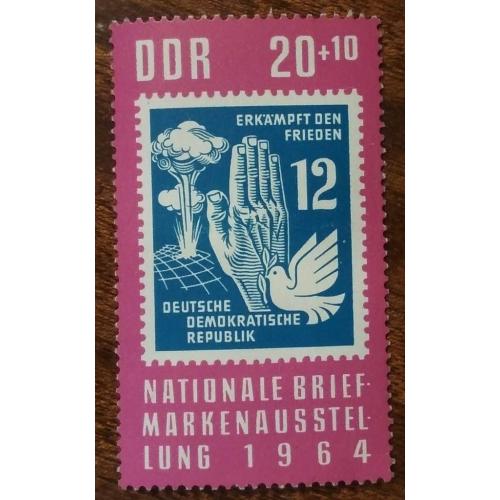 DDR 20+10
ERKÄMPFT DEN
FRIEDEN
12
DEUTSCHE
DEMOKRATISCHE
REPUBLIK
NATIONALE BRIEF-
MARKENAUSSTEL-
LUNG 1964